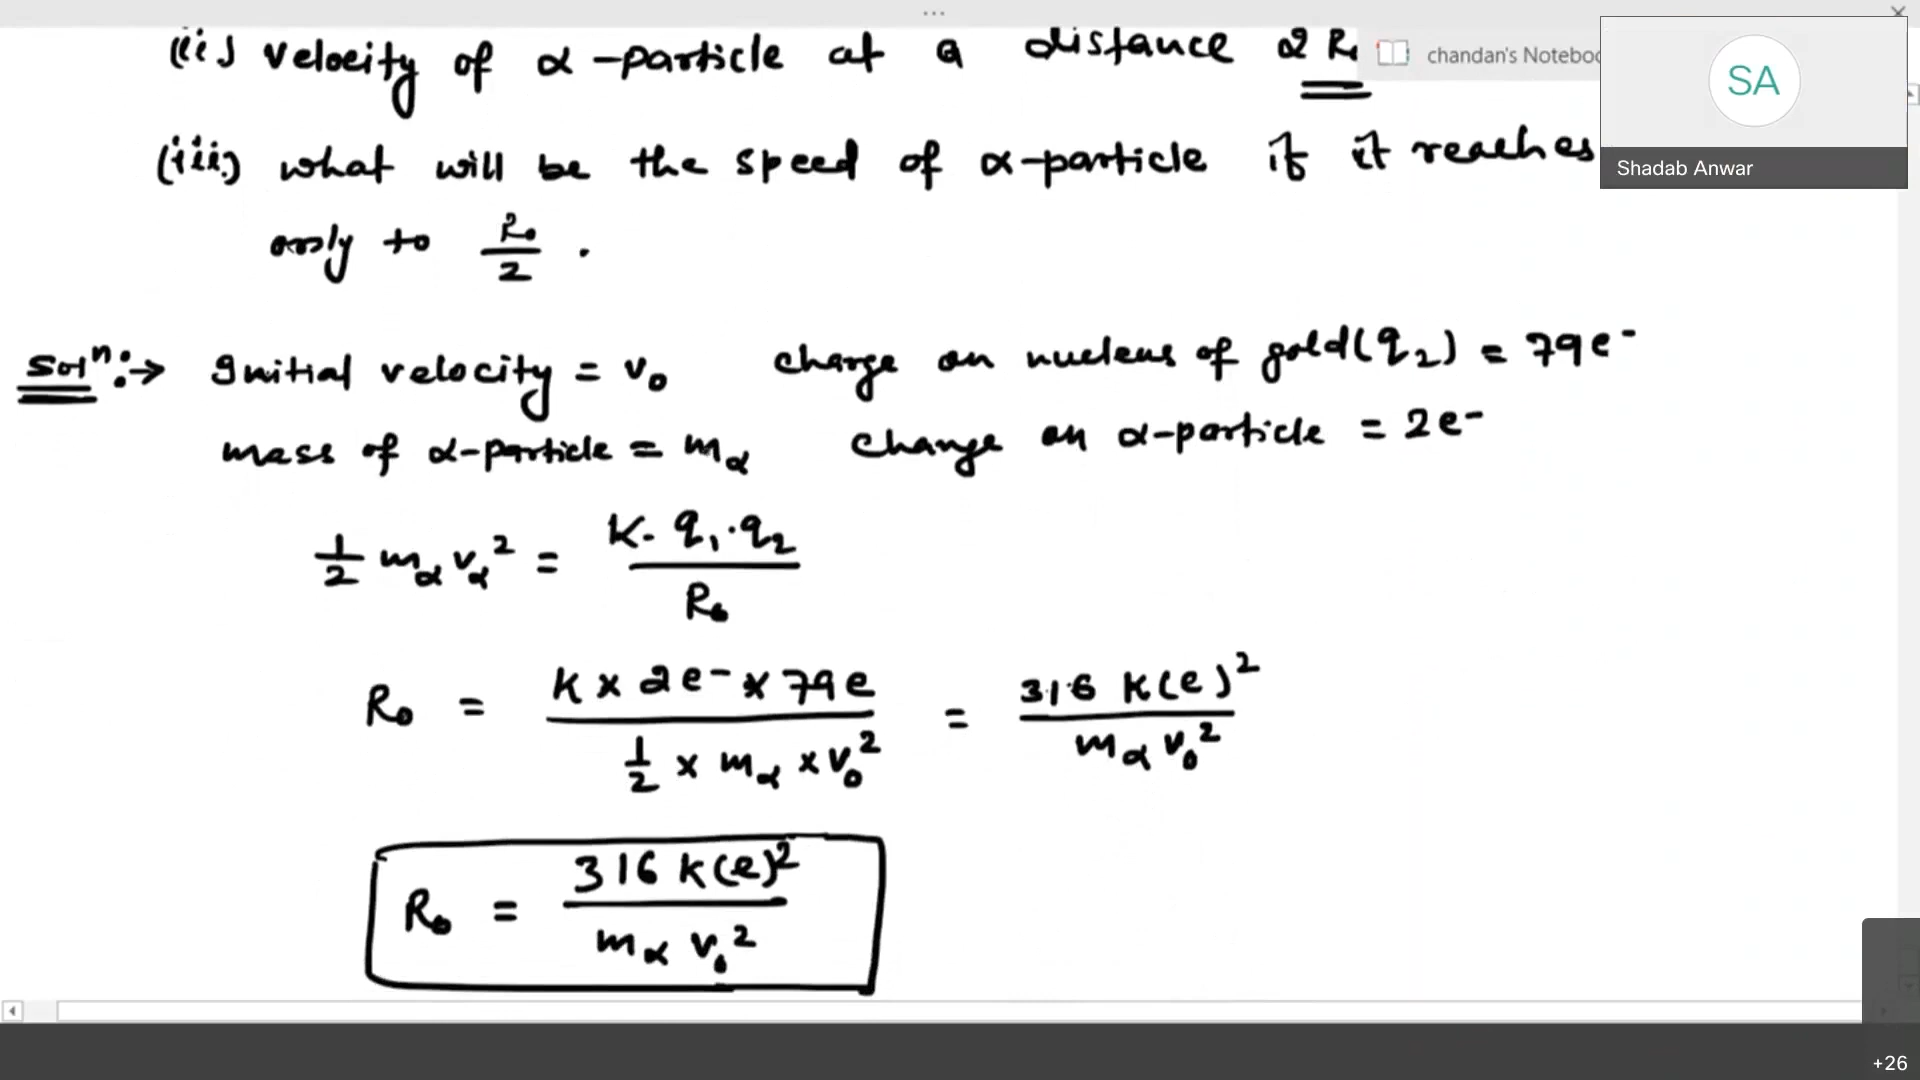 (ii) velocity of α-particle at a distance 2R₀
chandan's Noteboo
SA
Shadab Anwar
(iii) what will be the speed of α-particle if it reaches
only to R₀/2 .
Solⁿ:→ Initial velocity = v₀ charge on nucleus of gold(q₂) = 79e⁻
mass of α-particle = mα charge on α-particle = 2e⁻
1/2 mα vα² = K. q₁.q₂ / R₀
R₀ = K × 2e⁻ × 79e / 1/2 × mα × v₀² = 316 K(e)² / mα v₀²
R₀ = 316 K(e)² / mα v₀²
+26